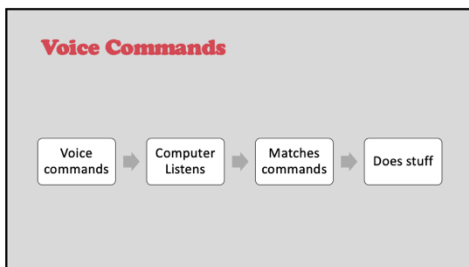 Voice Commands
Voice
commands
Computer
Listens
Matches
commands
Does stuff